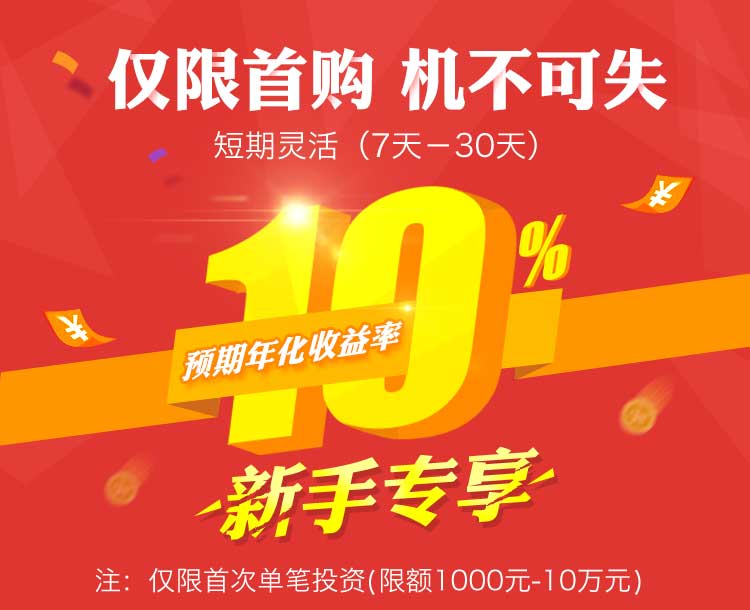 仅限首购 机不可失
短期灵活（7天－30天）
10%
预期年化收益率
新手专享
注：仅限首次单笔投资(限额1000元-10万元)